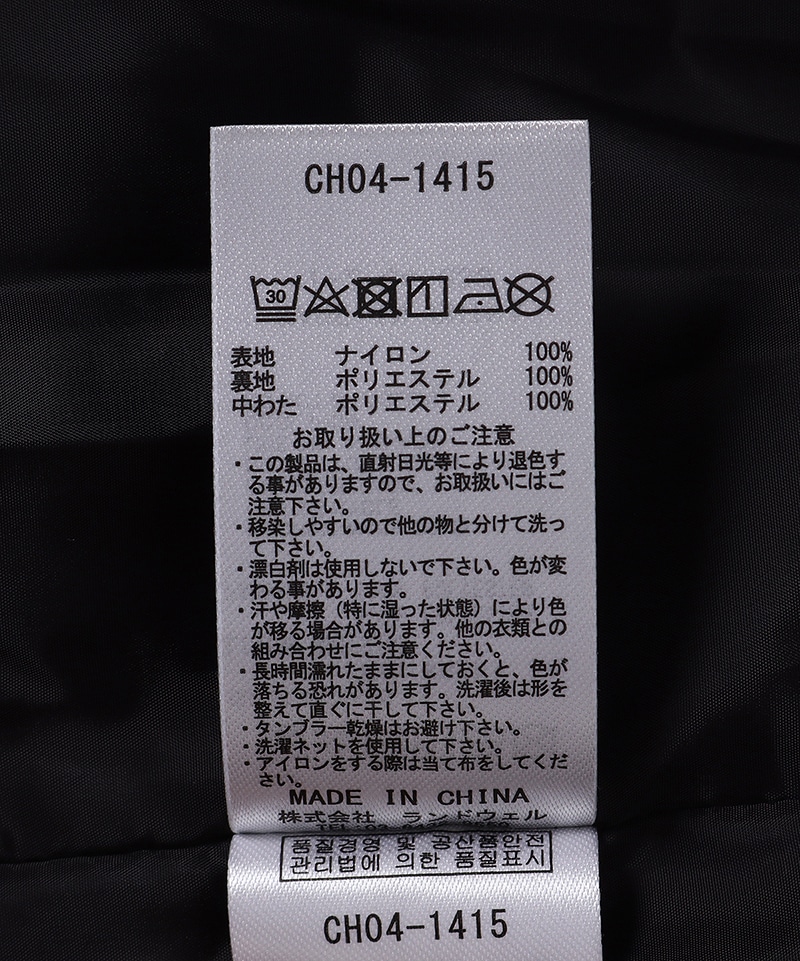 CH04-1415
30
表地 ナイロン 100%
裏地 ポリエステル 100%
中わた ポリエステル 100%
お取り扱い上のご注意
・この製品は、直射日光等により退色す
る事がありますので、お取扱いにはご
注意下さい。
・移染しやすいので他の物と分けて洗っ
て下さい。
・漂白剤は使用しないで下さい。色が変
わる事があります。
・汗や摩擦（特に湿った状態）により色
が移る場合があります。他の衣類との
組み合わせにご注意ください。
・長時間濡れたままにしておくと、色が
落ちる恐れがあります。洗濯後は形を
整えて直ぐに干して下さい。
・タンブラー乾燥はお避け下さい。
・洗濯ネットを使用して下さい。
・アイロンをする際は当て布をしてくだ
さい。
MADE IN CHINA
株式会社 ランドウェル
품질경영 및 공산품안전
관리법에 의한 품질표시
CH04-1415